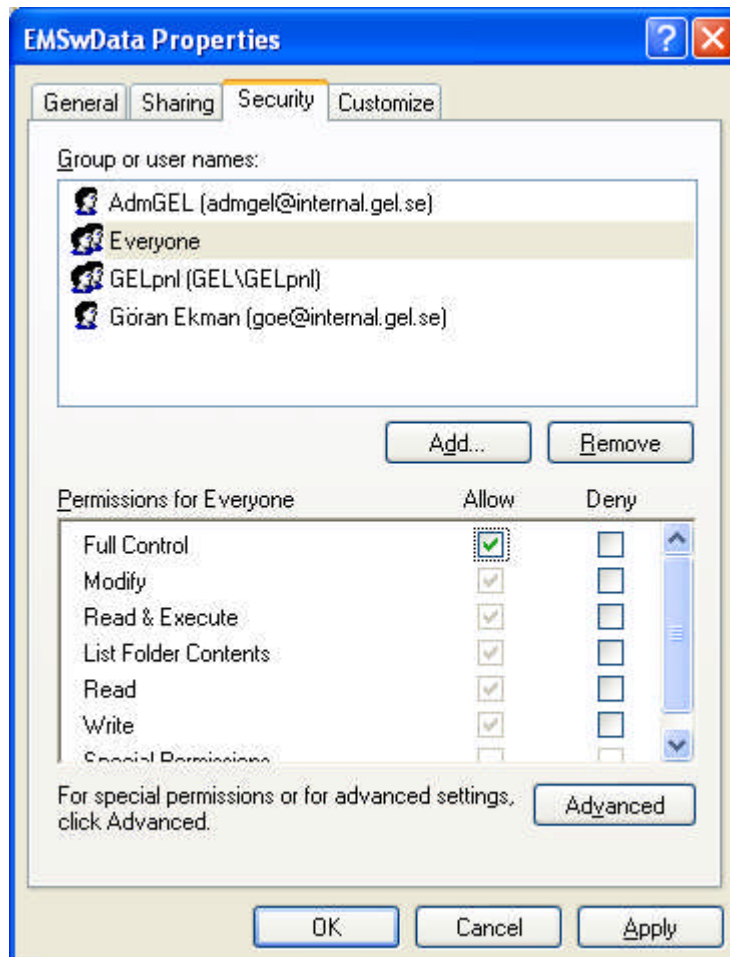 EMSwData Properties
General Sharing Security Customize
Group or user names:
AdmGEL (admgel@internal.gel.se)
Everyone
GELpnl (GEL\GELpnl)
Göran Ekman (goe@internal.gel.se)
Add... Remove
Permissions for Everyone Allow Deny
Full Control
Modify
Read & Execute
List Folder Contents
Read
Write
Special Permissions
For special permissions or for advanced settings,
click Advanced.
Advanced
OK Cancel Apply